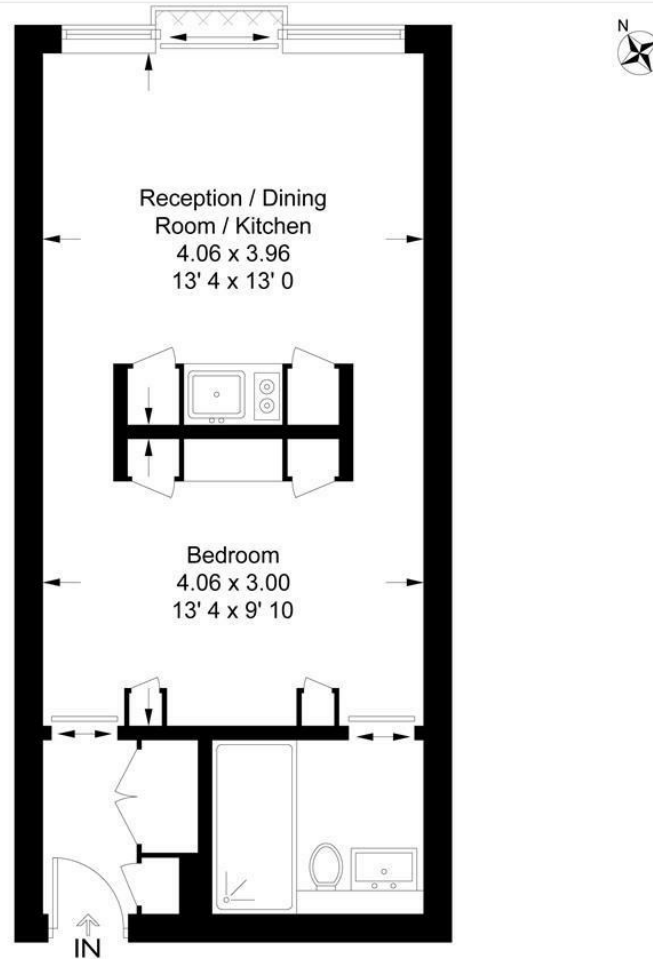 N
Reception / Dining
Room / Kitchen
4.06 x 3.96
13' 4 x 13' 0
Bedroom
4.06 x 3.00
13' 4 x 9' 10
IN